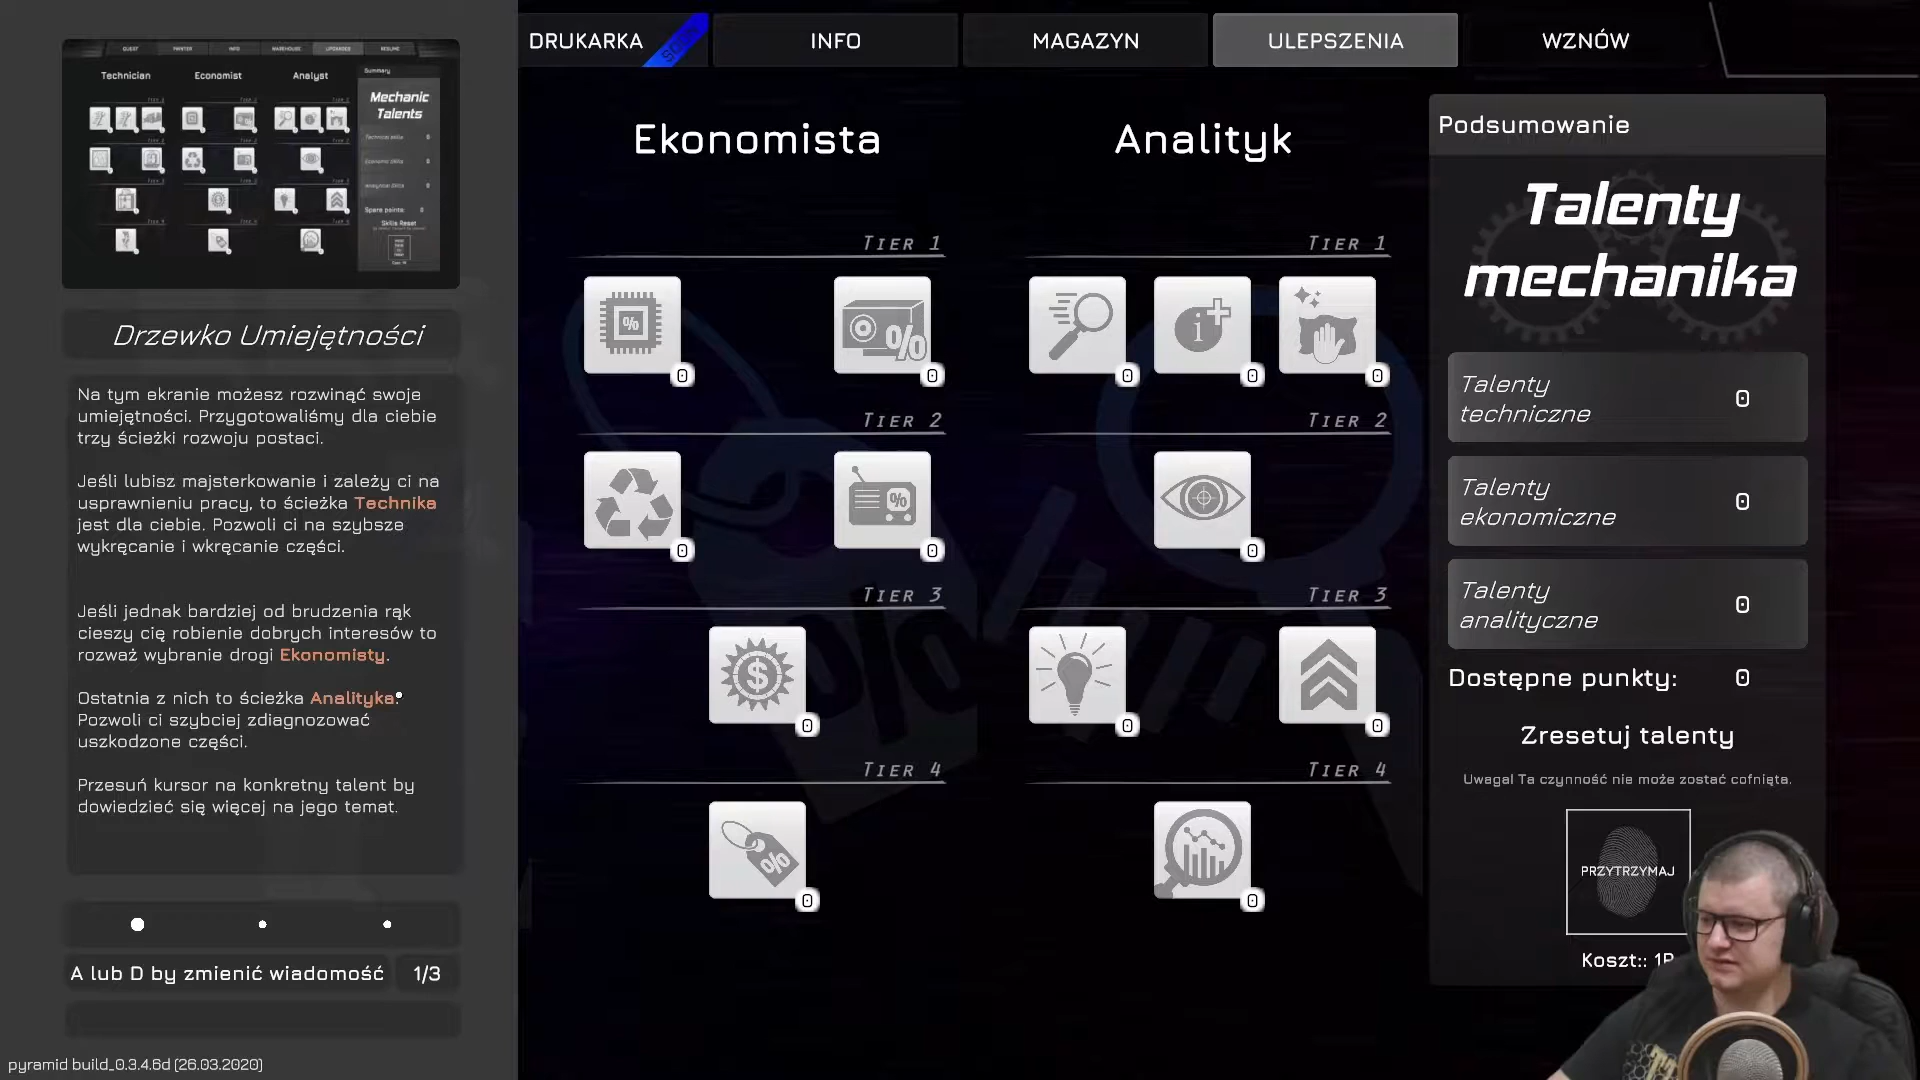 DRUKARKA
INFO
MAGAZYN
ULEPSZENIA
WZNÓW
Technician
Economist
Analyst
Summary
Mechanic
Talents
Drzewko Umiejętności
Na tym ekranie możesz rozwinąć swoje
umiejętności. Przygotowaliśmy dla ciebie
trzy ścieżki rozwoju postaci.
Jeśli lubisz majsterkowanie i zależy ci na
usprawnieniu pracy, to ścieżka Technika
jest dla ciebie. Pozwoli ci na szybsze
wykręcanie i wkręcanie części.
Jeśli jednak bardziej od brudzenia rąk
cieszy cię robienie dobrych interesów to
rozważ wybranie drogi Ekonomisty.
Ostatnia z nich to ścieżka Analityka.
Pozwoli ci szybciej zdiagnozować
uszkodzone części.
Przesuń kursor na konkretny talent by
dowiedzieć się więcej na jego temat.
A lub D by zmienić wiadomość 1/3
pyramid build_0.3.4.6d (26.03.2020)
Ekonomista
TIER 1
0 0
TIER 2
0 0
TIER 3
0
TIER 4
0
Analityk
TIER 1
0 0 0
TIER 2
0
TIER 3
0 0
TIER 4
0
Podsumowanie
Talenty
mechanika
Talenty
techniczne 0
Talenty
ekonomiczne 0
Talenty
analityczne 0
Dostępne punkty: 0
Zresetuj talenty
Uwaga! Ta czynność nie może zostać cofnięta.
PRZYTRZYMAJ
Koszt:: 1P